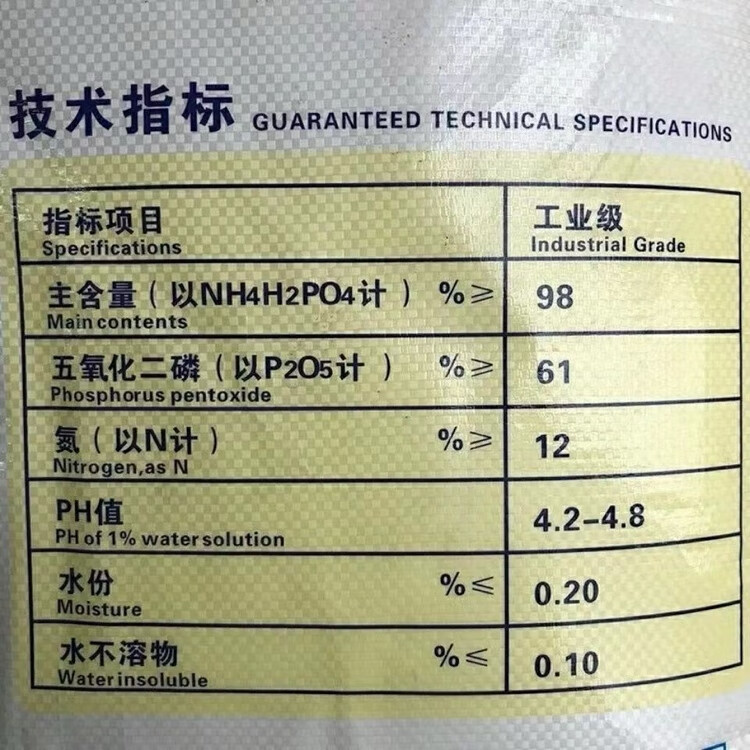 技术指标 GUARANTEED TECHNICAL SPECIFICATIONS
指标项目 工业级
Specifications Industrial Grade
主含量(以NH4H2PO4计) %≥ 98
Main contents
五氧化二磷(以P2O5计) %≥ 61
Phosphorus pentoxide
氮(以N计) %≥ 12
Nitrogen,as N
PH值 4.2-4.8
PH of 1% water solution
水份 %≤ 0.20
Moisture
水不溶物 %≤ 0.10
Water insoluble